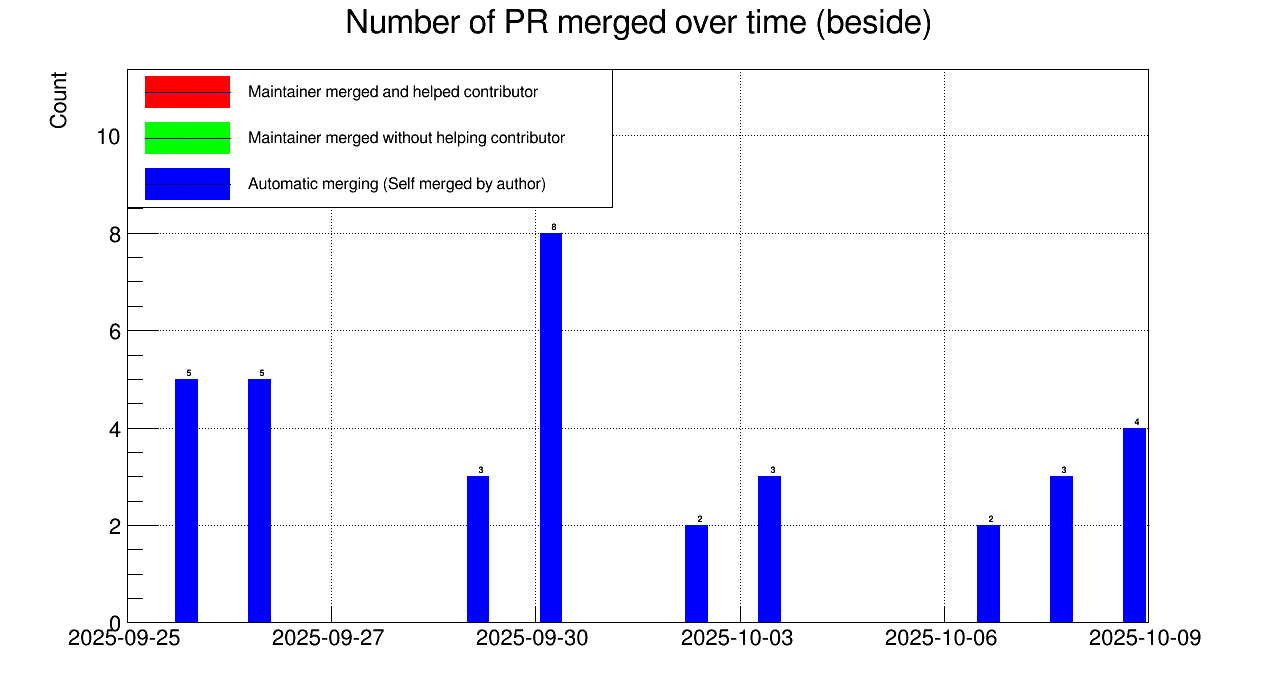 Number of PR merged over time (beside)
Count
Maintainer merged and helped contributor
Maintainer merged without helping contributor
Automatic merging (Self merged by author)
10
8
6
4
2
0
8
5 5
4
3 3 3
2 2
2025-09-25 2025-09-27 2025-09-30 2025-10-03 2025-10-06 2025-10-09